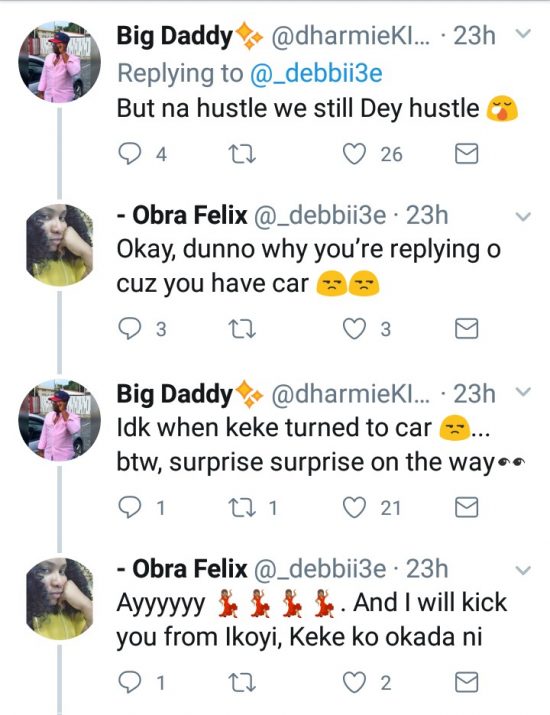 Big Daddy✨ @dharmieKI... · 23h
Replying to @_debbii3e
But na hustle we still Dey hustle 😪
4 26
- Obra Felix @_debbii3e · 23h
Okay, dunno why you’re replying o
cuz you have car 😒😒
3 3
Big Daddy✨ @dharmieKI... · 23h
Idk when keke turned to car 😒...
btw, surprise surprise on the way👀
1 1 21
- Obra Felix @_debbii3e · 23h
Ayyyyyy 💃🏽💃🏽💃🏽💃🏽. And I will kick
you from Ikoyi, Keke ko okada ni
1 2